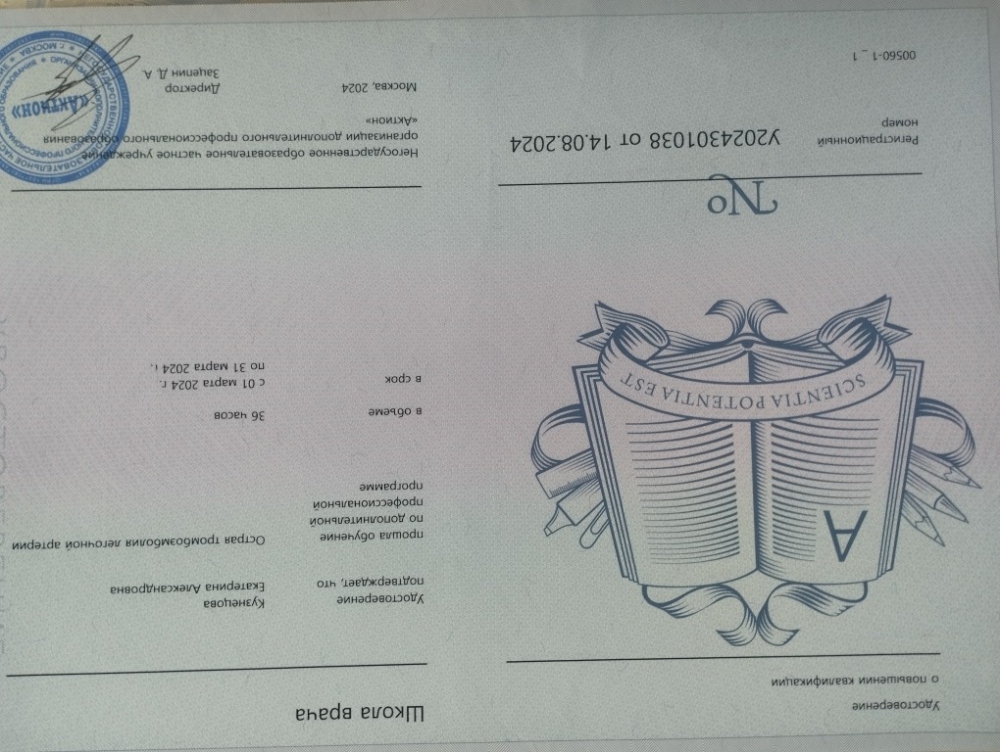 Удостоверение
о повышении квалификации
А
SCIENTIA POTENTIA EST
№
Регистрационный
номер
У2024301038 от 14.08.2024
00560-1 _ 1
Школа врача
Удостоверение
подтверждает, что
Кузнецова
Екатерина Александровна
прошла обучение
по дополнительной
профессиональной
программе
Острая тромбоэмболия легочной артерии
в объеме
36 часов
в срок
с 01 марта 2024 г.
по 31 марта 2024 г.
Негосударственное образовательное частное учреждение
организации дополнительного профессионального образования
«Актион»
Москва, 2024
Директор
Зацепин Д. А.
«АКТИОН»
Г. МОСКВА